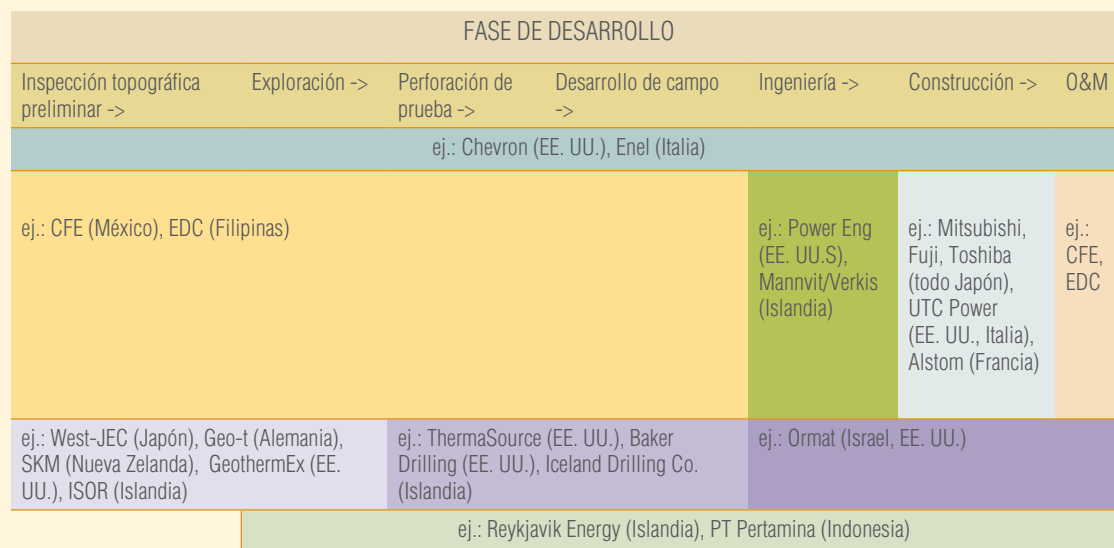 FASE DE DESARROLLO
Inspección topográfica
preliminar ->
Exploración ->
Perforación de
prueba ->
Desarrollo de campo
->
Ingeniería ->
Construcción ->
O&M
ej.: Chevron (EE. UU.), Enel (Italia)
ej.: CFE (México), EDC (Filipinas)
ej.: Power Eng
(EE. UU.S),
Mannvit/Verkis
(Islandia)
ej.: Mitsubishi,
Fuji, Toshiba
(todo Japón),
UTC Power
(EE. UU., Italia),
Alstom (Francia)
ej.:
CFE,
EDC
ej.: West-JEC (Japón), Geo-t (Alemania),
SKM (Nueva Zelanda), GeothermEx (EE.
UU.), ISOR (Islandia)
ej.: ThermaSource (EE. UU.), Baker
Drilling (EE. UU.), Iceland Drilling Co.
(Islandia)
ej.: Ormat (Israel, EE. UU.)
ej.: Reykjavik Energy (Islandia), PT Pertamina (Indonesia)